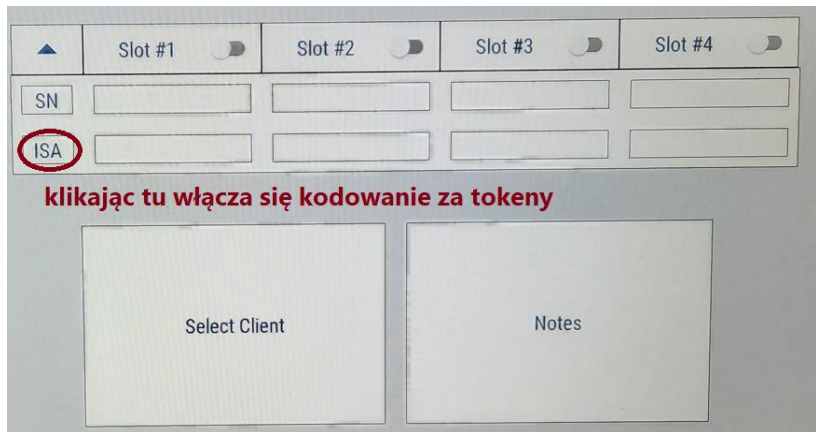 Slot #1 Slot #2 Slot #3 Slot #4
SN
ISA
klikając tu włącza się kodowanie za tokeny
Select Client Notes